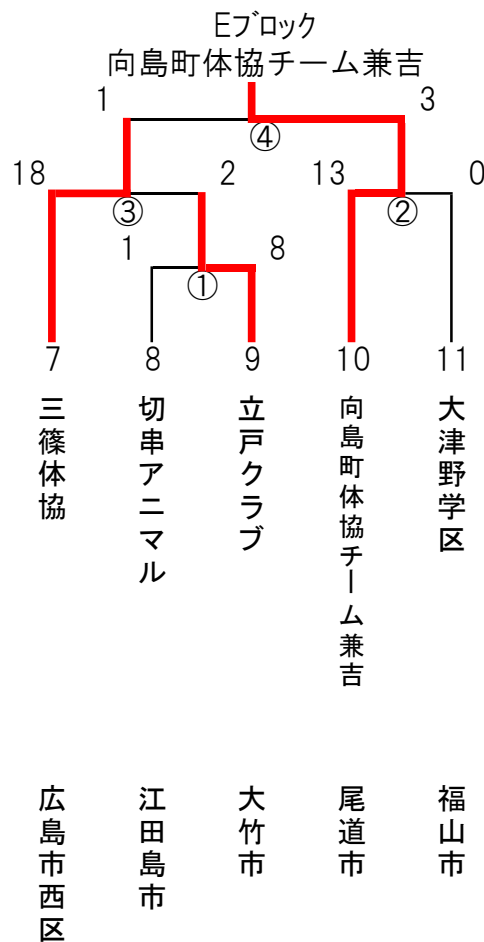 Eブロック
向島町体協チーム兼吉
1
3
④
18
2
13
0
③
②
1
8
①
7
8
9
10
11
三篠体協
切串アニマル
立戸クラブ
向島町体協チーム兼吉
大津野学区
広島市西区
江田島市
大竹市
尾道市
福山市